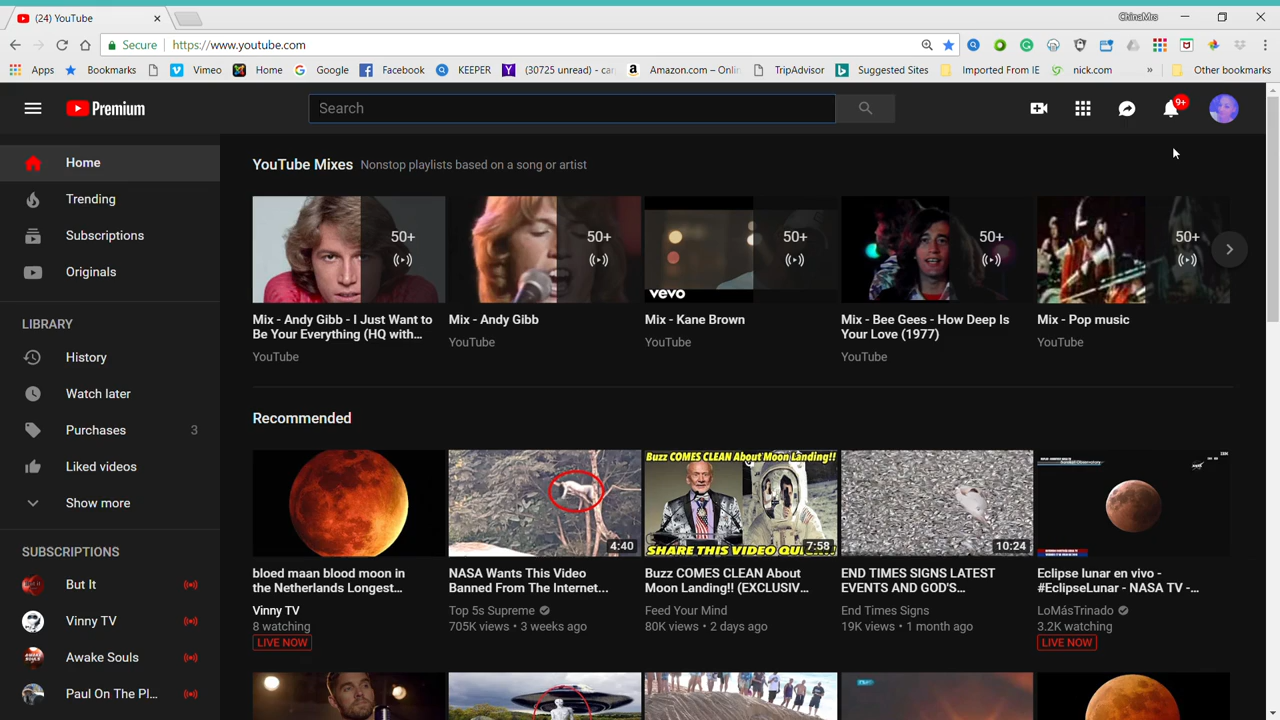 (24) YouTube
ChinaMrs
Secure
https://www.youtube.com
Apps
Bookmarks
Vimeo
Home
Google
Facebook
KEEPER
(30725 unread) - car
Amazon.com – Onlin
TripAdvisor
Suggested Sites
Imported From IE
nick.com
»
Other bookmarks
Premium
Search
9+
Home
Trending
Subscriptions
Originals
LIBRARY
History
Watch later
Purchases 3
Liked videos
Show more
SUBSCRIPTIONS
But It
Vinny TV
Awake Souls
Paul On The Pl...
YouTube Mixes Nonstop playlists based on a song or artist
50+
50+
50+
50+
50+
vevo
Mix - Andy Gibb - I Just Want to
Be Your Everything (HQ with...
YouTube
Mix - Andy Gibb
YouTube
Mix - Kane Brown
YouTube
Mix - Bee Gees - How Deep Is
Your Love (1977)
YouTube
Mix - Pop music
YouTube
Recommended
bloed maan blood moon in
the Netherlands Longest...
Vinny TV
8 watching
LIVE NOW
4:40
NASA Wants This Video
Banned From The Internet...
Top 5s Supreme
705K views • 3 weeks ago
Buzz COMES CLEAN About Moon Landing!!
SHARE THIS VIDEO QU
7:58
Buzz COMES CLEAN About
Moon Landing!! (EXCLUSIV...
Feed Your Mind
80K views • 2 days ago
10:24
END TIMES SIGNS LATEST
EVENTS AND GOD'S...
End Times Signs
19K views • 1 month ago
Eclipse lunar en vivo -
#EclipseLunar - NASA TV -...
LoMásTrinado
3.2K watching
LIVE NOW